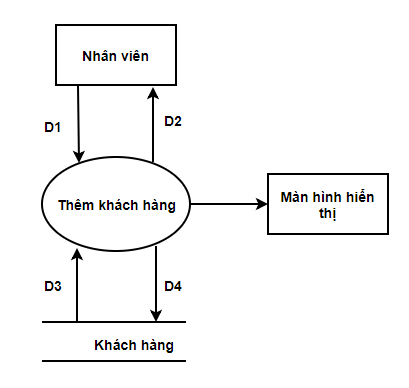 Nhân viên
D1
D2
Thêm khách hàng
Màn hình hiển
thị
D3
D4
Khách hàng